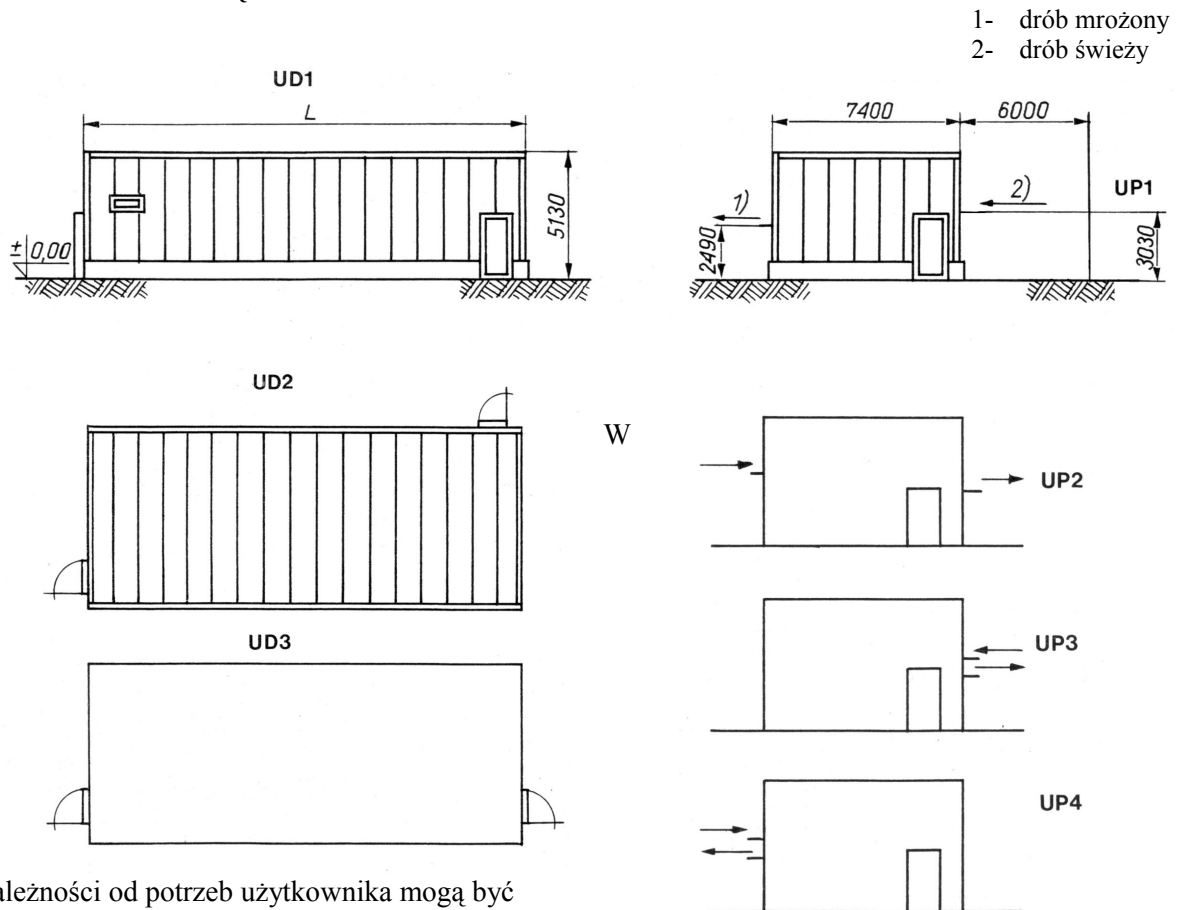 1- drób mrożony
2- drób świeży
UD1
L
5130
± 0,00
7400
6000
1)
2)
UP1
2490
3030
UD2
W
UP2
UD3
UP3
UP4
ależności od potrzeb użytkownika mogą być